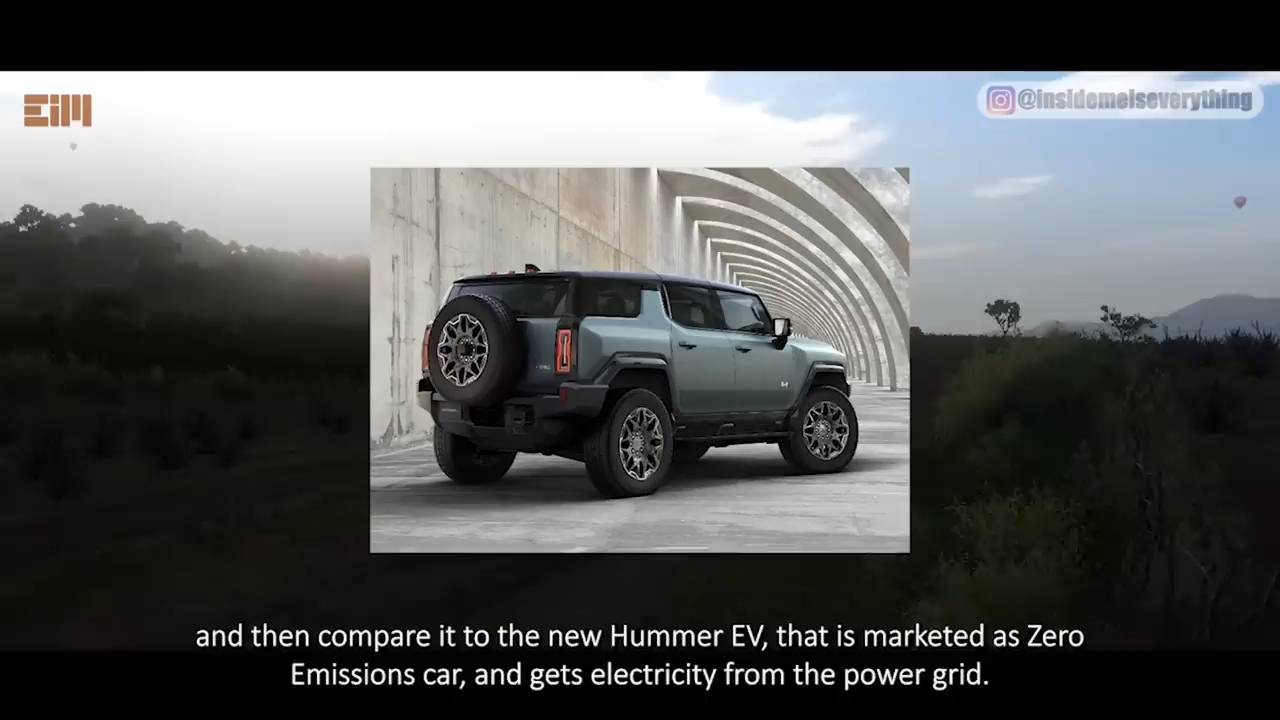 EiM
@insidemeiseverything
and then compare it to the new Hummer EV, that is marketed as Zero
Emissions car, and gets electricity from the power grid.